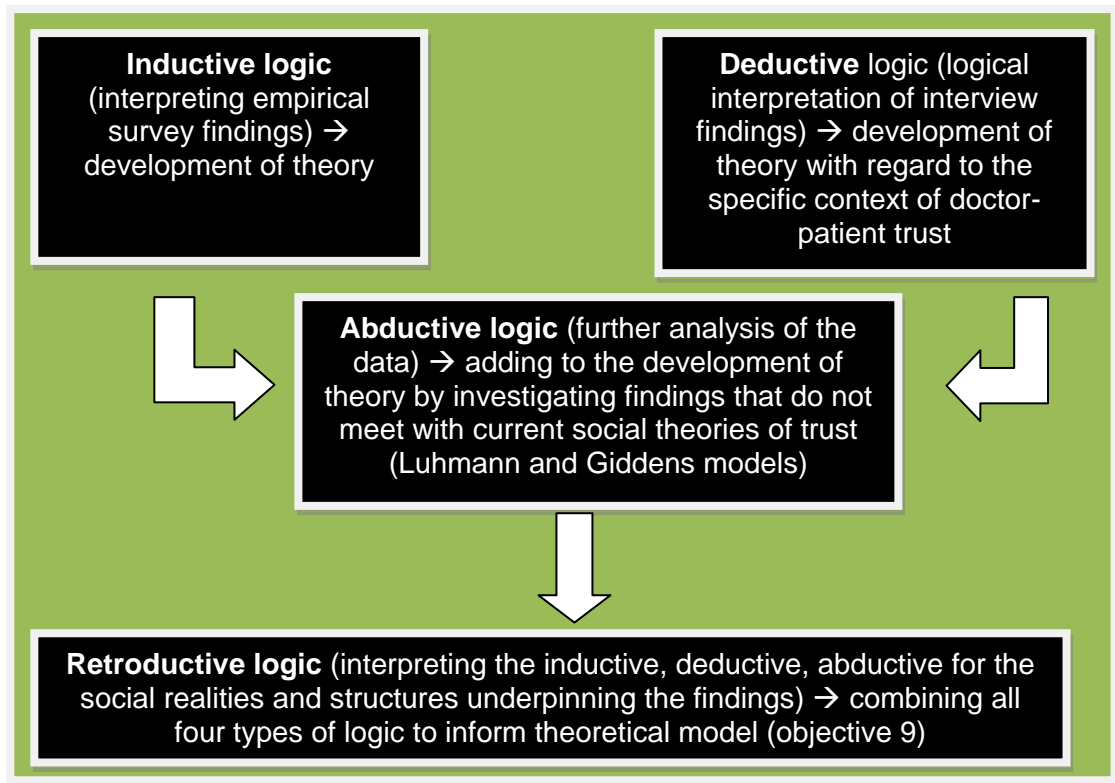 Inductive logic
(interpreting empirical
survey findings) →
development of theory
Deductive logic (logical
interpretation of interview
findings) → development of
theory with regard to the
specific context of doctor-
patient trust
Abductive logic (further analysis of the
data) → adding to the development of
theory by investigating findings that do not
meet with current social theories of trust
(Luhmann and Giddens models)
Retroductive logic (interpreting the inductive, deductive, abductive for the
social realities and structures underpinning the findings) → combining all
four types of logic to inform theoretical model (objective 9)